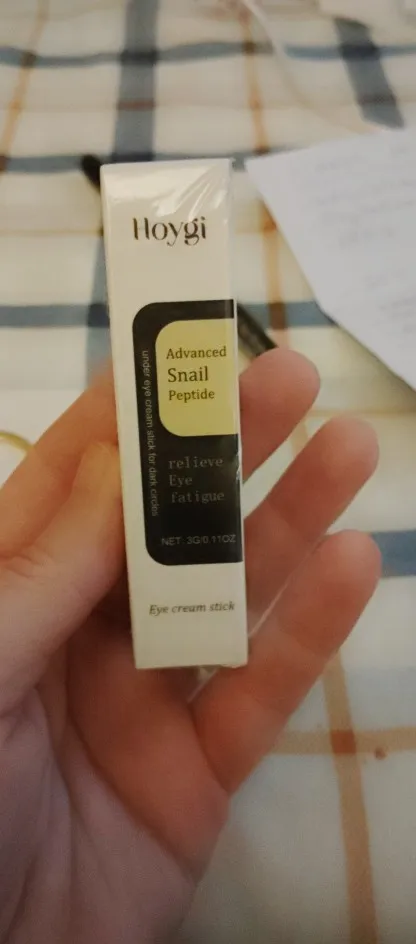 Hoygi
Advanced
Snail
Peptide
under eye cream stick for dark circles
relieve
Eye
fatigue
NET 3G/0.11OZ
Eye cream stick